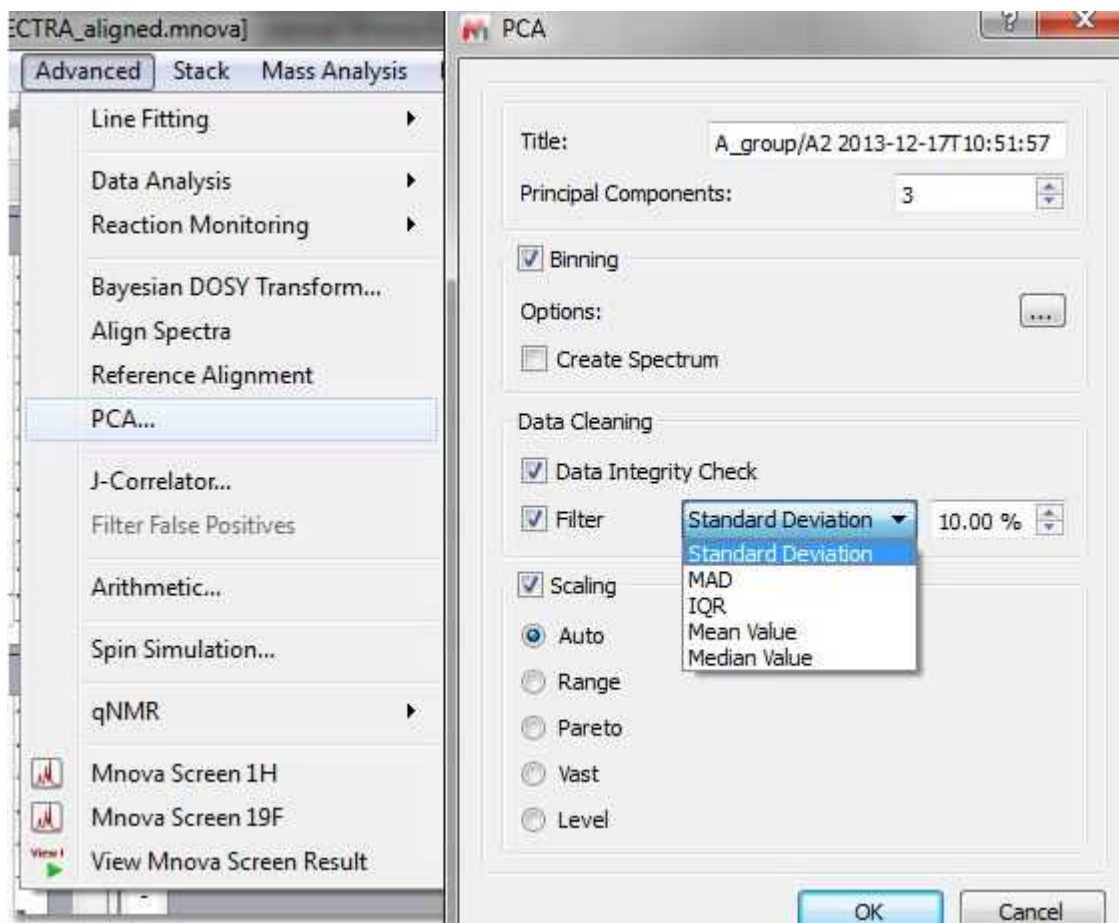 ECTRA_aligned.mnova]
Advanced Stack Mass Analysis
Line Fitting
Data Analysis
Reaction Monitoring
Bayesian DOSY Transform...
Align Spectra
Reference Alignment
PCA...
J-Correlator...
Filter False Positives
Arithmetic...
Spin Simulation...
qNMR
Mnova Screen 1H
Mnova Screen 19F
View Mnova Screen Result
PCA
Title: A_group/A2 2013-12-17T10:51:57
Principal Components: 3
Binning
Options: ...
Create Spectrum
Data Cleaning
Data Integrity Check
Filter Standard Deviation 10.00 %
Standard Deviation
MAD
IQR
Mean Value
Median Value
Scaling
Auto
Range
Pareto
Vast
Level
OK Cancel